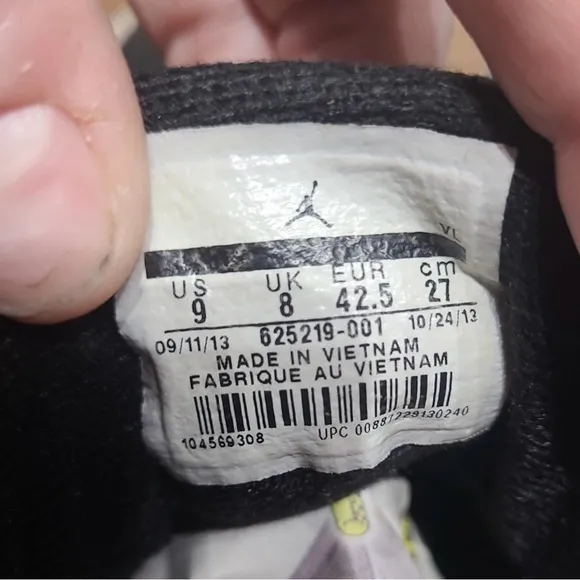 VI
US UK EUR cm
9 8 42.5 27
09/11/13 625219-001 10/24/13
MADE IN VIETNAM
FABRIQUE AU VIETNAM
104569308 UPC 00887229130240